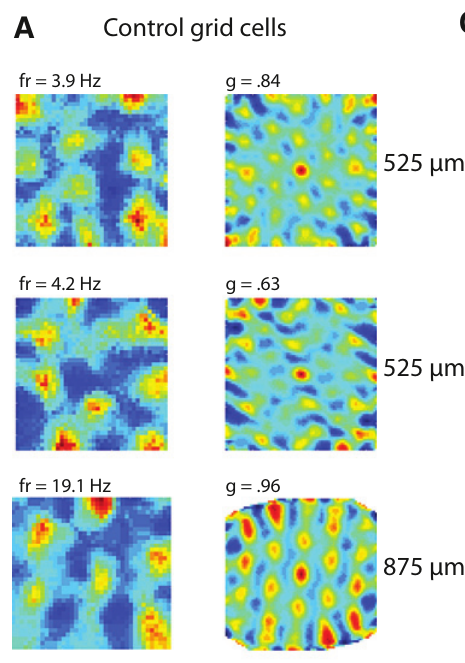 A Control grid cells
fr = 3.9 Hz g = .84
525 μm
fr = 4.2 Hz g = .63
525 μm
fr = 19.1 Hz g = .96
875 μm